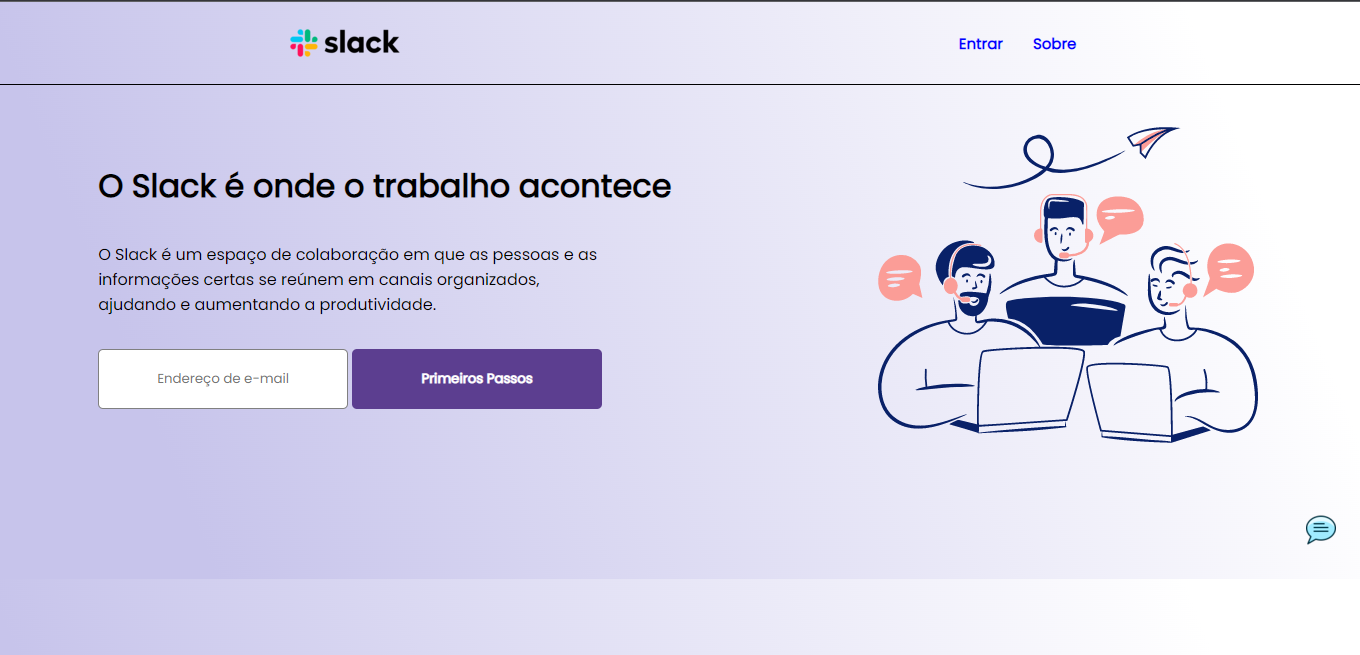 slack
Entrar
Sobre
O Slack é onde o trabalho acontece
O Slack é um espaço de colaboração em que as pessoas e as
informações certas se reúnem em canais organizados,
ajudando e aumentando a produtividade.
Endereço de e-mail
Primeiros Passos